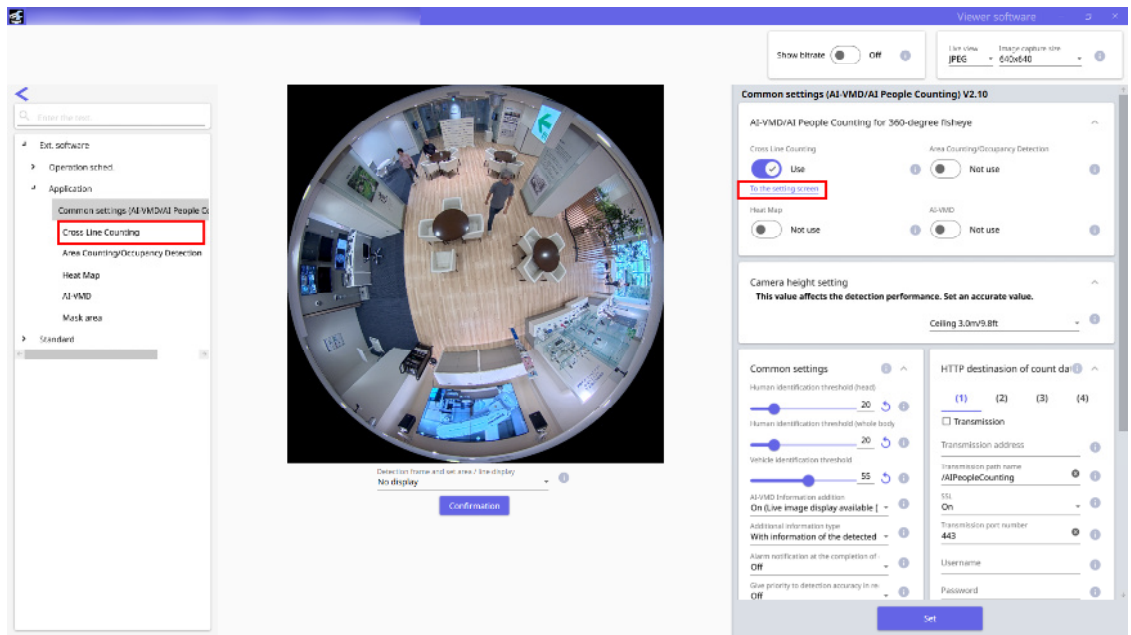 Viewer software
Show bitrate
Off
Live view
JPEG
Image capture size
640x640
Enter the text.
Ext. software
Operation sched.
Application
Common settings (AI-VMD/AI People Co
Cross Line Counting
Area Counting/Occupancy Detection
Heat Map
AI-VMD
Mask area
Standard
Detection frame and set area / line display
No display
Confirmation
Common settings (AI-VMD/AI People Counting) V2.10
AI-VMD/AI People Counting for 360-degree fisheye
Cross Line Counting
Use
To the setting screen
Area Counting/Occupancy Detection
Not use
Heat Map
Not use
AI-VMD
Not use
Camera height setting
This value affects the detection performance. Set an accurate value.
Ceiling 3.0m/9.8ft
Common settings
Human identification threshold (head)
20
Human identification threshold (whole body
20
Vehicle identification threshold
55
AI-VMD Information addition
On (Live image display available [
Additional information type
With information of the detected
Alarm notification at the completion of
Off
Give priority to detection accuracy in re
Off
HTTP destinasion of count da
(1)
(2)
(3)
(4)
Transmission
Transmission address
Transmission path name
/AIPeopleCounting
SSL
On
Transmission port number
443
Username
Password
Set